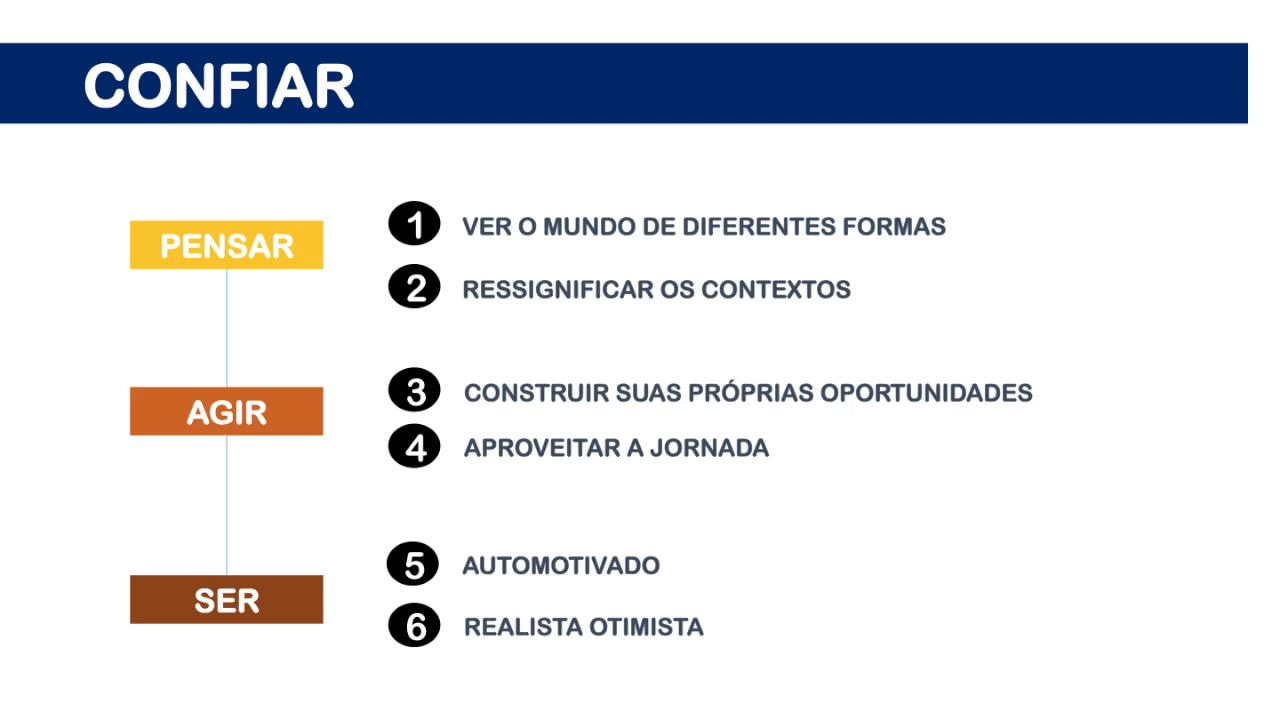 CONFIAR
PENSAR
1 VER O MUNDO DE DIFERENTES FORMAS
2 RESSIGNIFICAR OS CONTEXTOS
AGIR
3 CONSTRUIR SUAS PRÓPRIAS OPORTUNIDADES
4 APROVEITAR A JORNADA
SER
5 AUTOMOTIVADO
6 REALISTA OTIMISTA